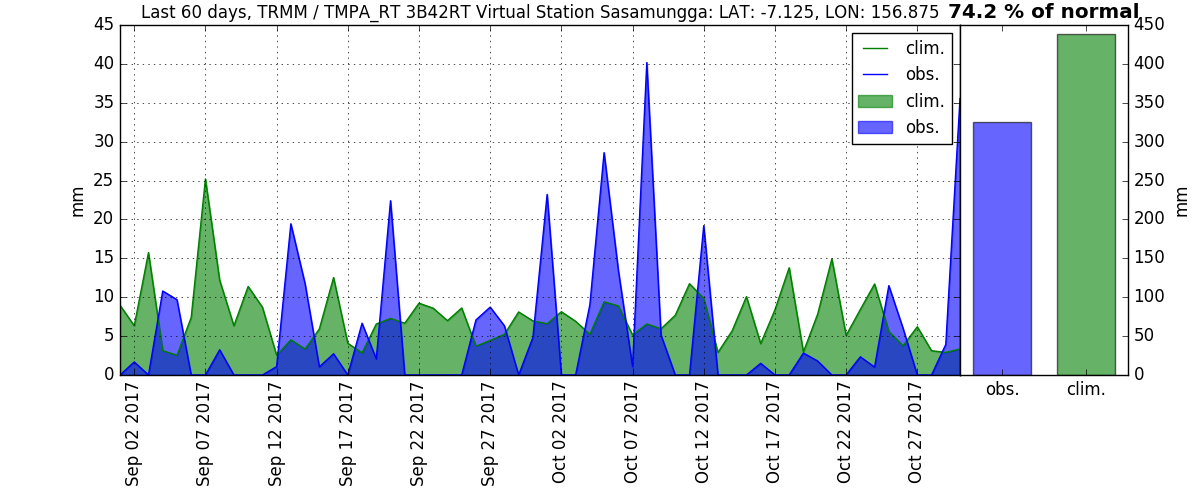 Last 60 days, TRMM / TMPA_RT 3B42RT Virtual Station Sasamungga: LAT: -7.125, LON: 156.875 74.2 % of normal
45
40
35
30
25
20
15
10
5
0
mm
clim.
obs.
clim.
obs.
450
400
350
300
250
200
150
100
50
0
mm
Sep 02 2017
Sep 07 2017
Sep 12 2017
Sep 17 2017
Sep 22 2017
Sep 27 2017
Oct 02 2017
Oct 07 2017
Oct 12 2017
Oct 17 2017
Oct 22 2017
Oct 27 2017
obs.
clim.